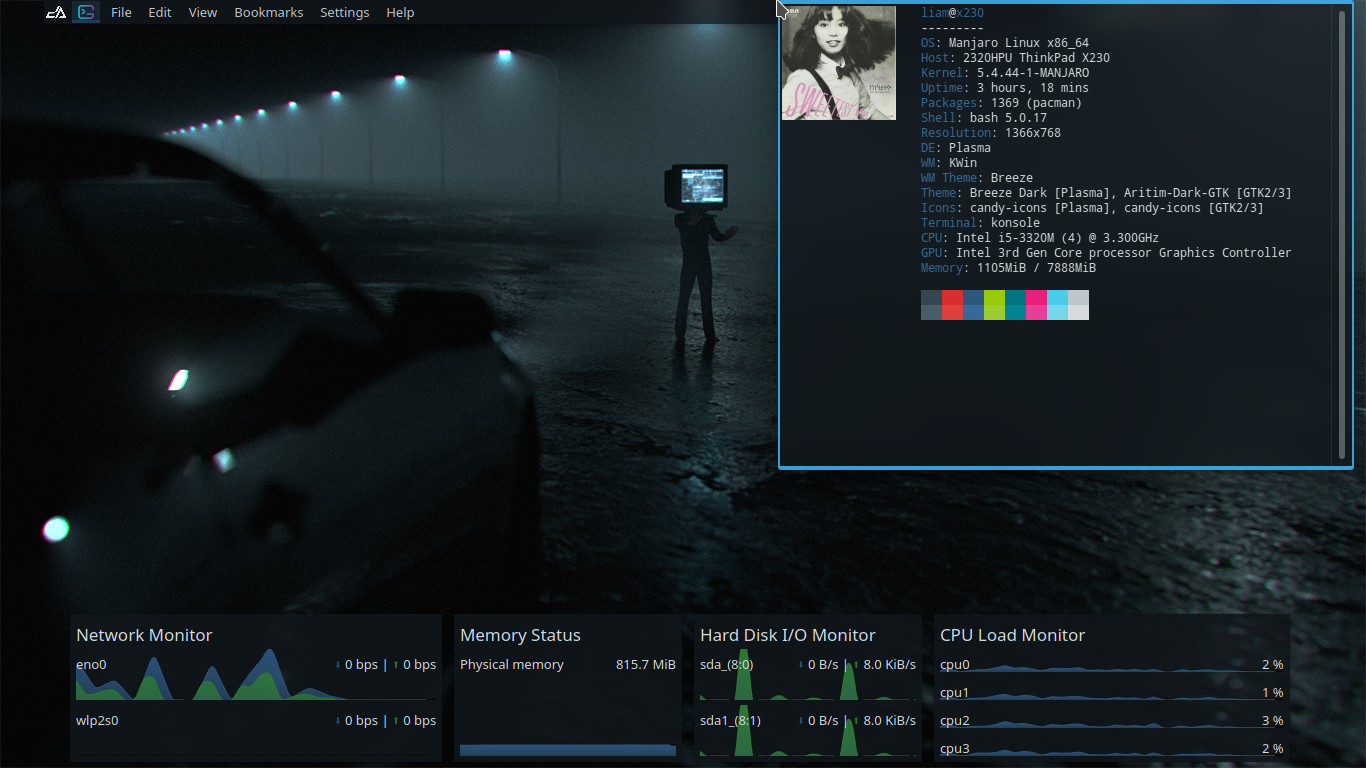 File Edit View Bookmarks Settings Help
SWEETEST
liam@x230
---------
OS: Manjaro Linux x86_64
Host: 2320HPU ThinkPad X230
Kernel: 5.4.44-1-MANJARO
Uptime: 3 hours, 18 mins
Packages: 1369 (pacman)
Shell: bash 5.0.17
Resolution: 1366x768
DE: Plasma
WM: KWin
WM Theme: Breeze
Theme: Breeze Dark [Plasma], Aritim-Dark-GTK [GTK2/3]
Icons: candy-icons [Plasma], candy-icons [GTK2/3]
Terminal: konsole
CPU: Intel i5-3320M (4) @ 3.300GHz
GPU: Intel 3rd Gen Core processor Graphics Controller
Memory: 1105MiB / 7888MiB
Network Monitor
eno0 ↓ 0 bps | ↑ 0 bps
wlp2s0 ↓ 0 bps | ↑ 0 bps
Memory Status
Physical memory 815.7 MiB
Hard Disk I/O Monitor
sda_(8:0) ↓ 0 B/s | ↑ 8.0 KiB/s
sda1_(8:1) ↓ 0 B/s | ↑ 8.0 KiB/s
CPU Load Monitor
cpu0 2 %
cpu1 1 %
cpu2 3 %
cpu3 2 %